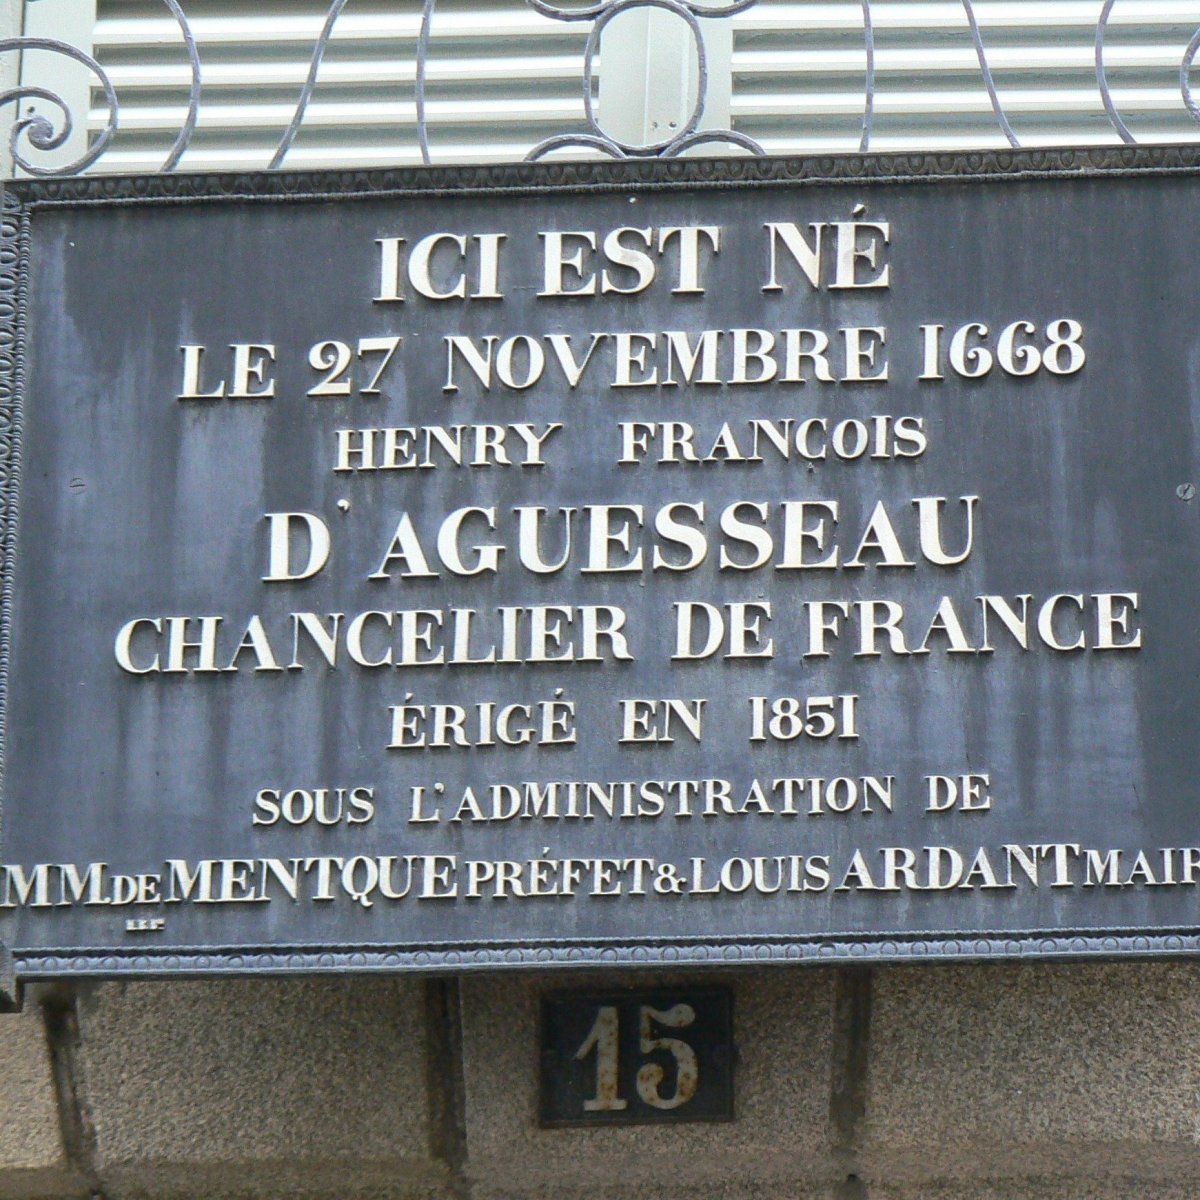 ICI EST NÉ
LE 27 NOVEMBRE 1668
HENRY FRANÇOIS
D'AGUESSEAU
CHANCELIER DE FRANCE
ÉRIGÉ EN 1851
SOUS L'ADMINISTRATION DE
MM. DE MENTQUE PRÉFET & LOUIS ARDANT MAIR
15